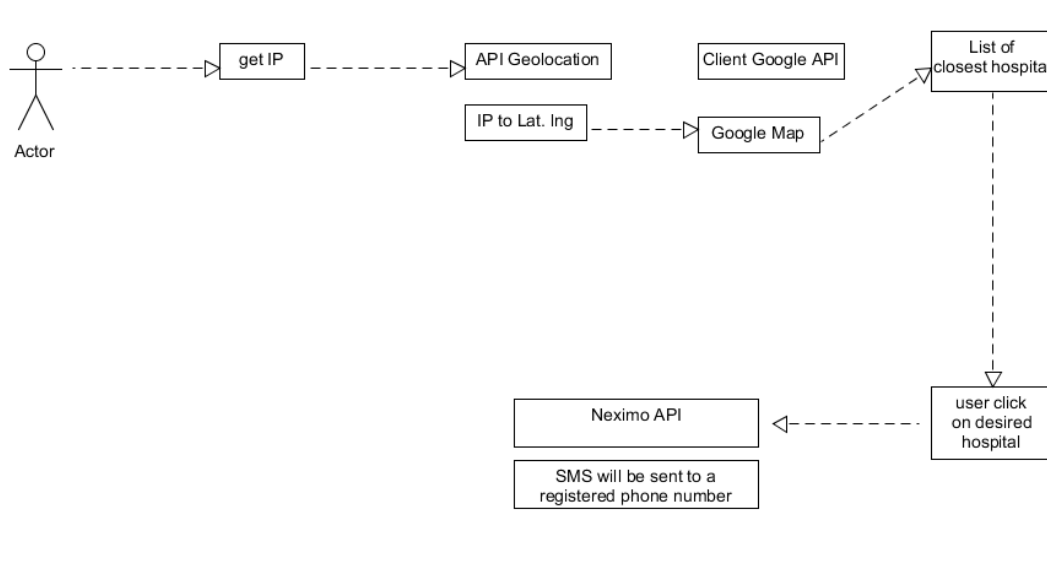 get IP
API Geolocation
Client Google API
List of
closest hospita
IP to Lat. lng
Google Map
Actor
user click
on desired
hospital
Neximo API
SMS will be sent to a
registered phone number